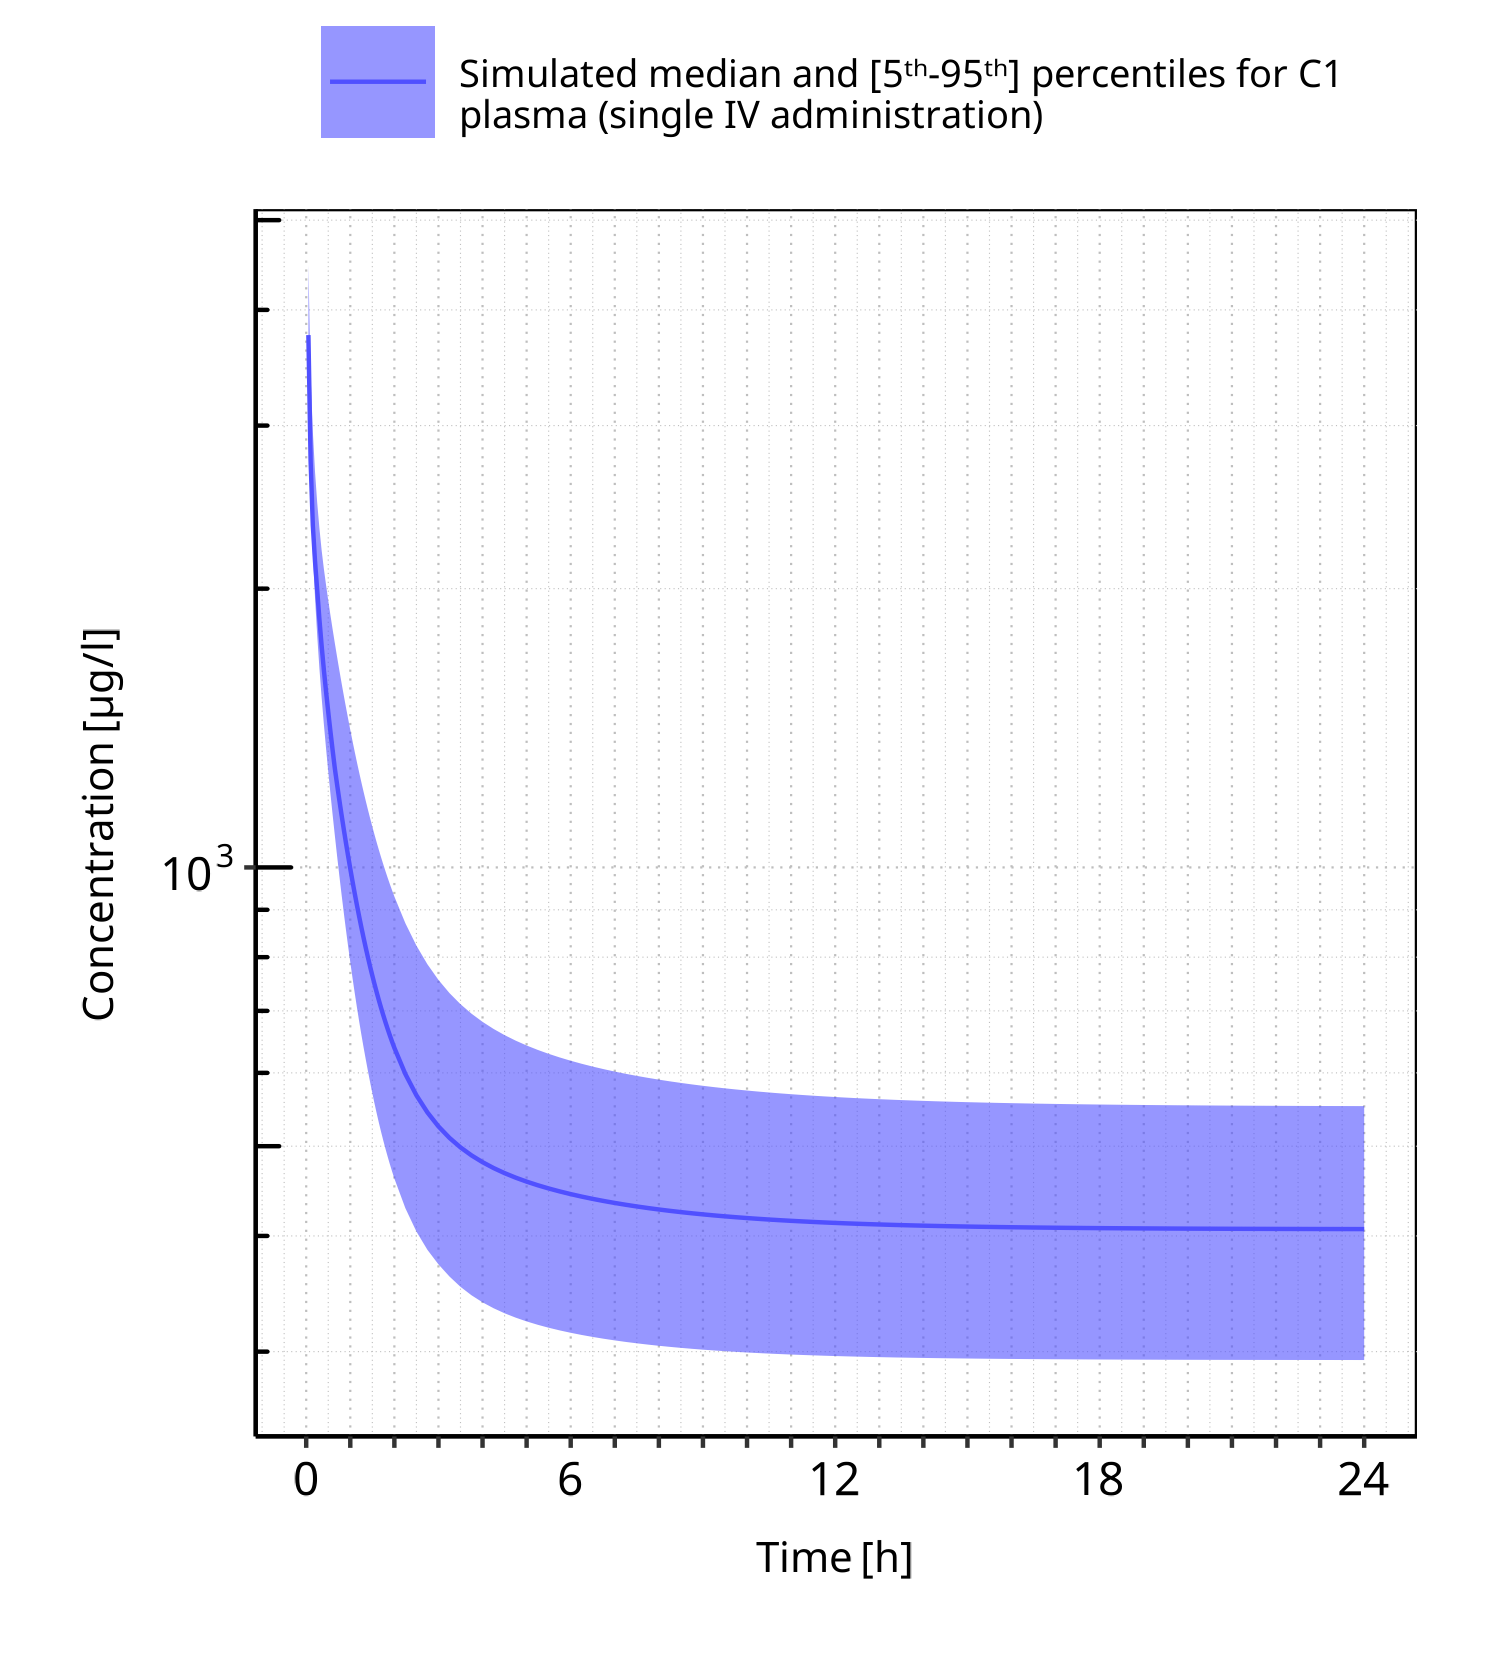 Simulated median and [5th-95th] percentiles for C1
plasma (single IV administration)
Concentration [µg/l]
10³
0 6 12 18 24
Time [h]